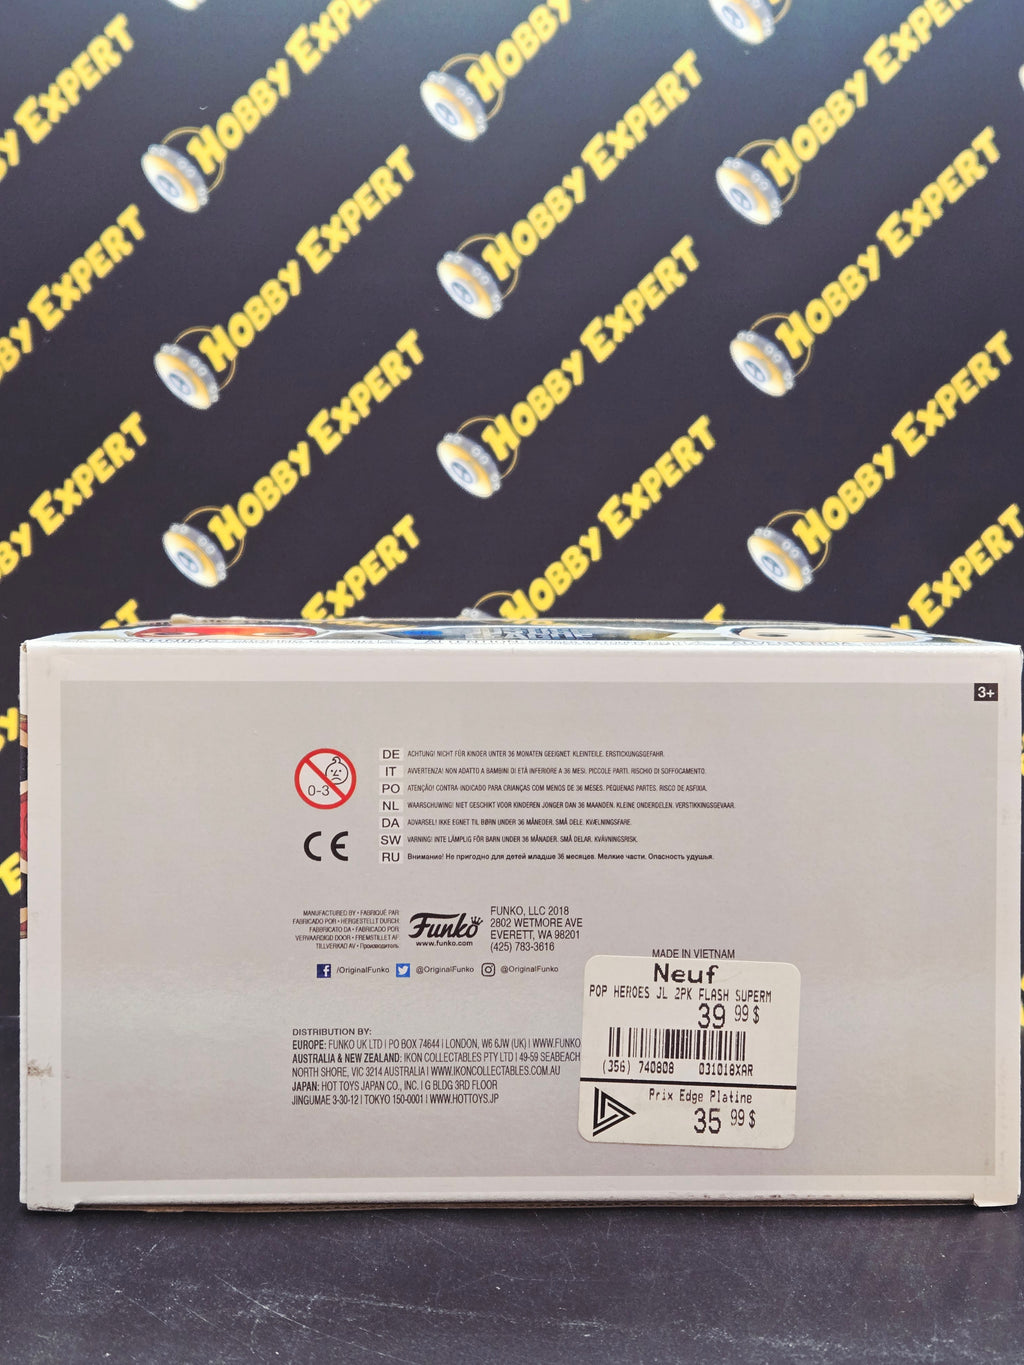 HOBBY EXPERT
WARNING
ATTENTION
ADVERTENCIA
3+
0-3
CE
DE ACHTUNG! NICHT FÜR KINDER UNTER 36 MONATEN GEEIGNET. KLEINTEILE. ERSTICKUNGSGEFAHR.
IT AVVERTENZA! NON ADATTO A BAMBINI DI ETÀ INFERIORE A 36 MESI. PICCOLE PARTI. RISCHIO DI SOFFOCAMENTO.
PO ATENÇÃO! CONTRA-INDICADO PARA CRIANÇAS COM MENOS DE 36 MESES. PEQUENAS PARTES. RISCO DE ASFIXIA.
NL WAARSCHUWING! NIET GESCHIKT VOOR KINDEREN JONGER DAN 36 MAANDEN. KLEINE ONDERDELEN. VERSTIKKINGSGEVAAR.
DA ADVARSEL! IKKE EGNET TIL BØRN UNDER 36 MÅNEDER. SMÅ DELE. KVÆLNINGSFARE.
SW VARNING! INTE LÄMPLIG FÖR BARN UNDER 36 MÅNADER. SMÅ DELAR. KVÄVNINGSRISK.
RU Внимание! Не пригодно для детей младше 36 месяцев. Мелкие части. Опасность удушья.
MANUFACTURED BY • FABRIQUÉ PAR
FABRICADO POR • HERGESTELLT DURCH
FABBRICATO DA • FABRICADO POR
VERVAARDIGD DOOR • FREMSTILLET AF
TILLVERKAD AV • Производитель
Funko
www.funko.com
FUNKO, LLC 2018
2802 WETMORE AVE
EVERETT, WA 98201
(425) 783-3616
/OriginalFunko @OriginalFunko @OriginalFunko
MADE IN VIETNAM
DISTRIBUTION BY:
EUROPE: FUNKO UK LTD | PO BOX 74644 | LONDON, W6 6JW (UK) | WWW.FUNKO
AUSTRALIA & NEW ZEALAND: IKON COLLECTABLES PTY LTD | 49-59 SEABEACH
NORTH SHORE, VIC 3214 AUSTRALIA | WWW.IKONCOLLECTABLES.COM.AU
JAPAN: HOT TOYS JAPAN CO., INC. | G BLDG 3RD FLOOR
JINGUMAE 3-30-12 | TOKYO 150-0001 | WWW.HOTTOYS.JP
Neuf
POP HEROES JL 2PK FLASH SUPERM
39 99 $
(356) 740808 031018XAR
Prix Edge Platine
35 99 $